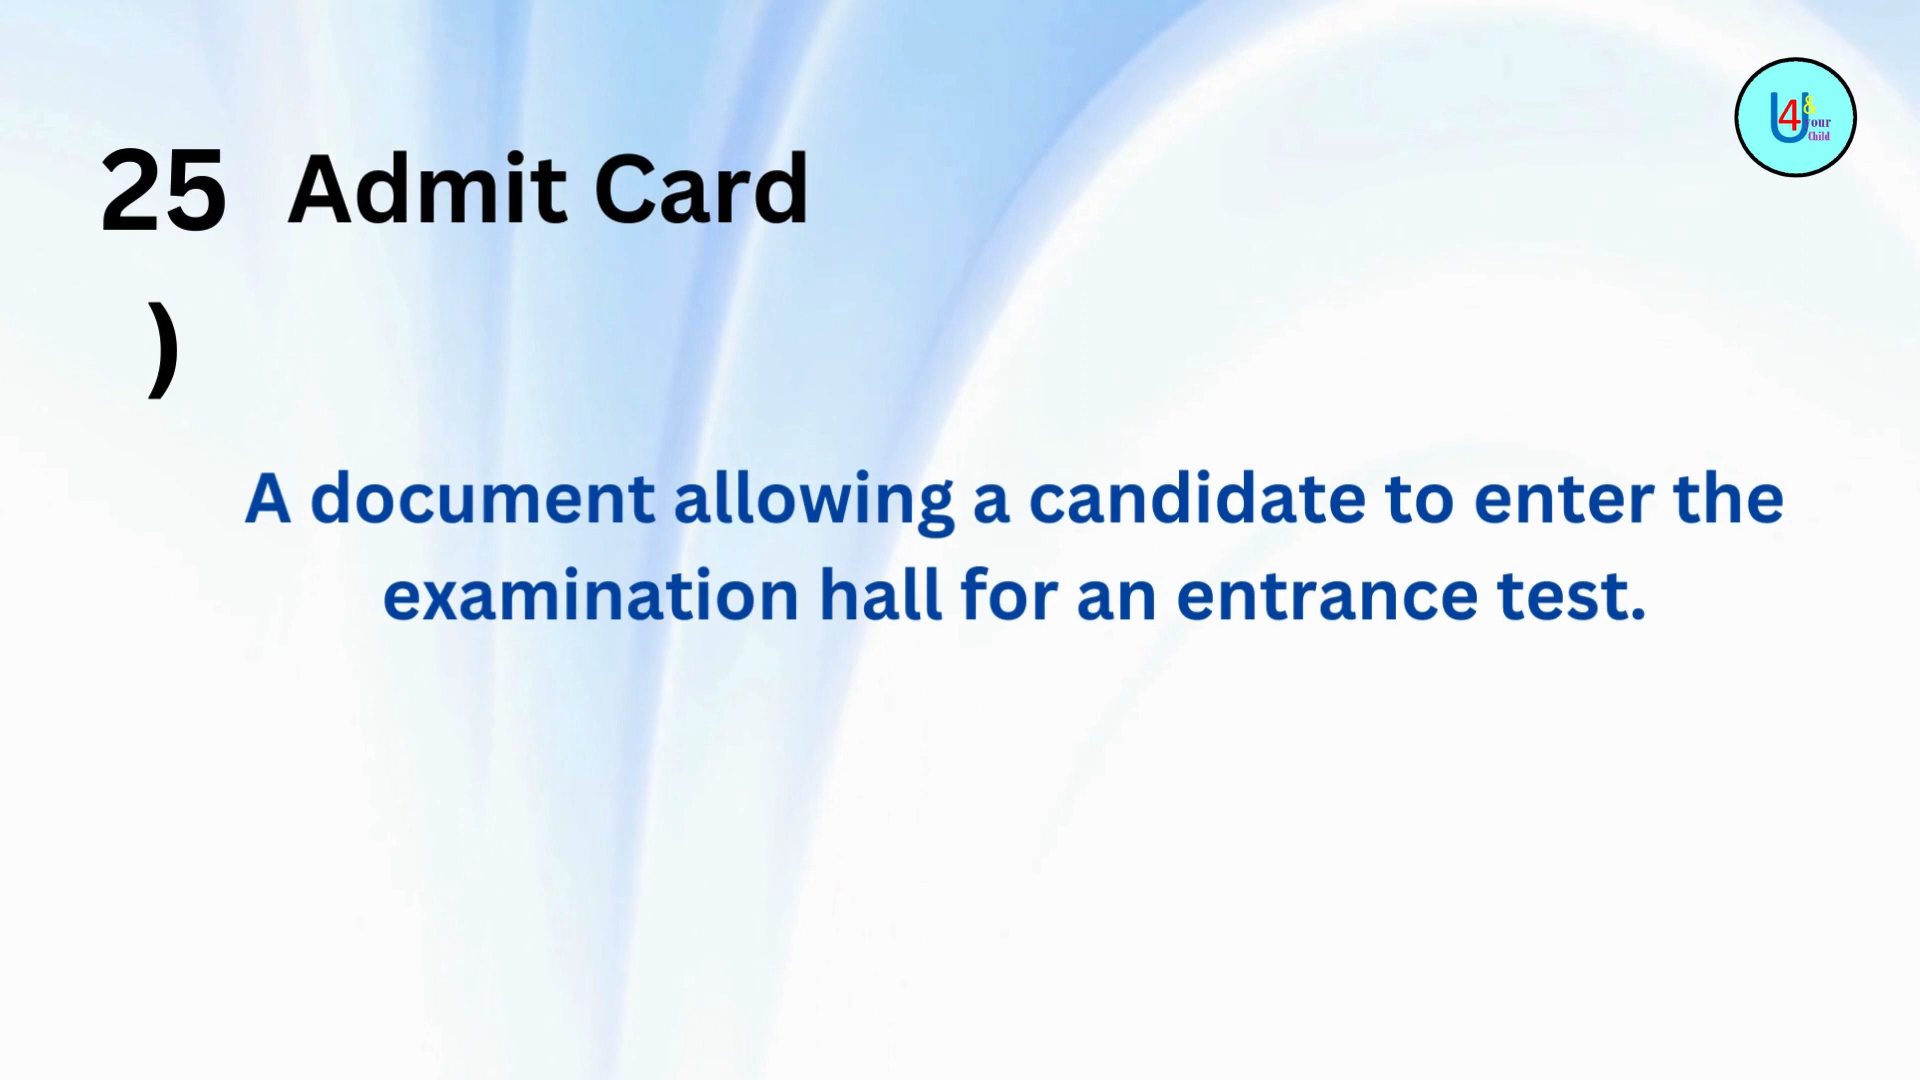 25 Admit Card
)
A document allowing a candidate to enter the
examination hall for an entrance test.
U4 & Your Child